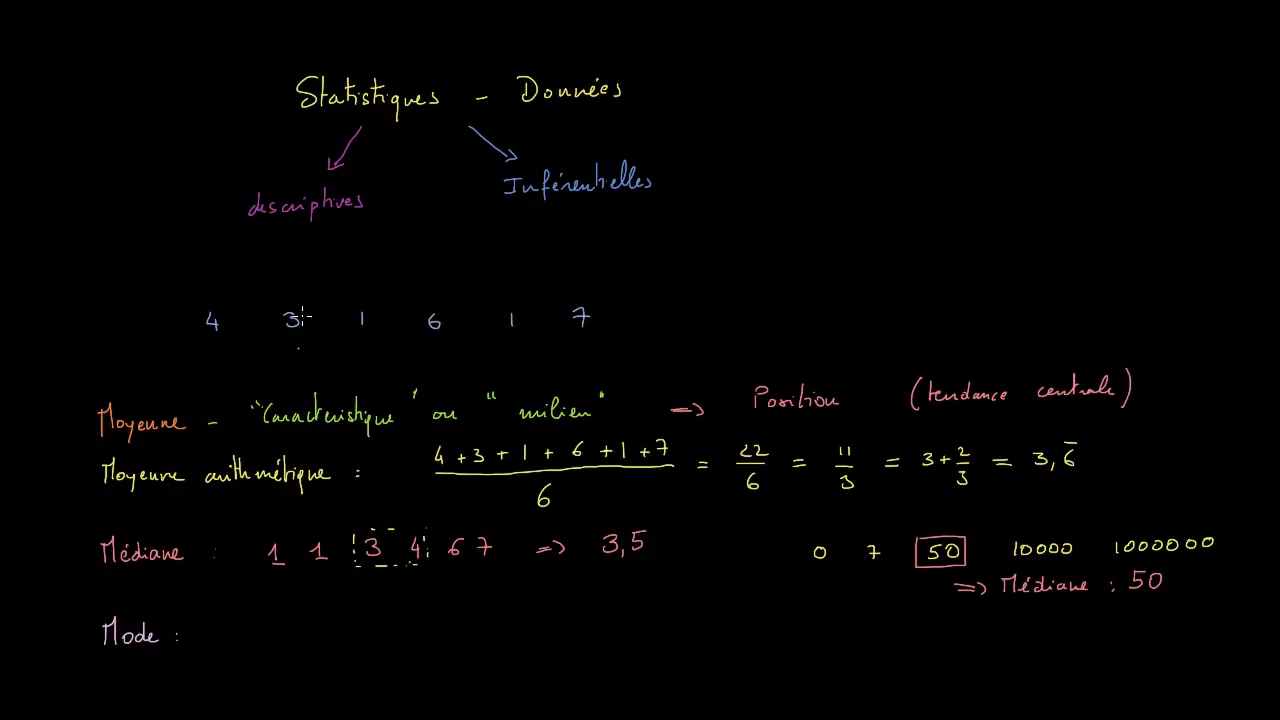 Statistiques - Données
descriptives Inférentielles
4 3 1 6 1 7
Moyenne - "Caractéristique" ou "milieu" => Position (tendance centrale)
Moyenne arithmétique : (4+3+1+6+1+7)/6 = 22/6 = 11/3 = 3+2/3 = 3,6̅
Médiane : 1 1 3 4 6 7 => 3,5 0 7 50 10000 1000000
=> Médiane : 50
Mode :